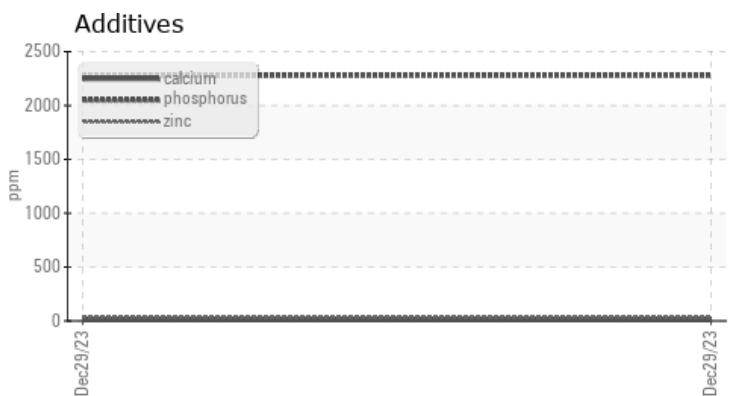 Additives
2500
2000
1500
1000
500
0
ppm
calcium
phosphorus
zinc
Dec29/23
Dec29/23